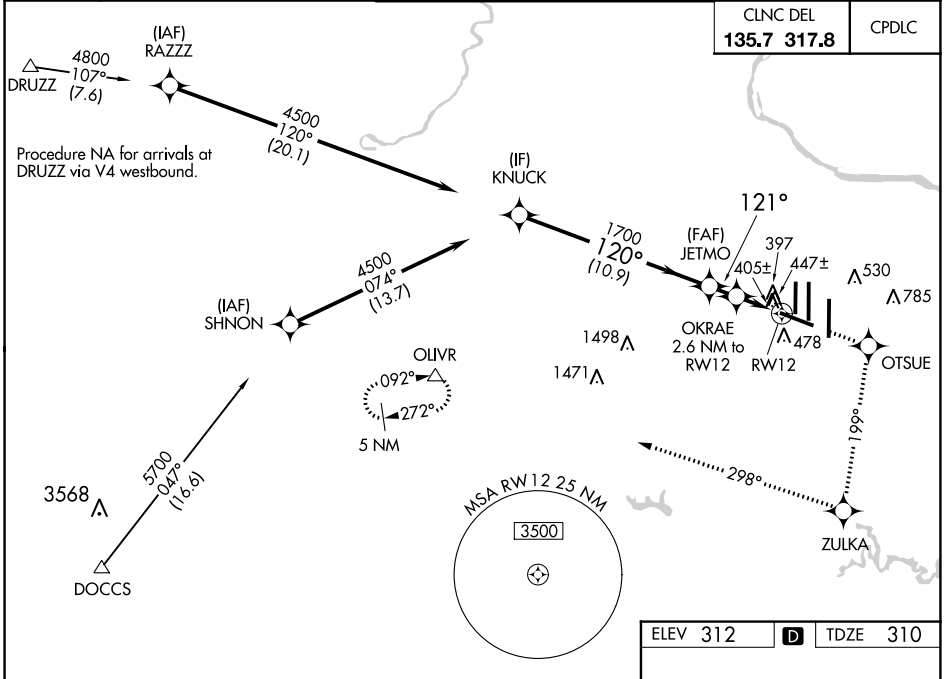 CLNC DEL
135.7 317.8
CPDLC
(IAF)
RAZZZ
4800
107°
(7.6)
DRUZZ
4500
120°
(20.1)
Procedure NA for arrivals at
DRUZZ via V4 westbound.
(IF)
KNUCK
121°
1700
120°
(10.9)
(FAF)
JETMO
397
405±
447±
530
785
4500
074°
(13.7)
(IAF)
SHNON
OKRAE
2.6 NM to
RW12
RW12
478
OTSUE
1498
1471
OLIVR
092°
272°
5 NM
199°
5700
047°
(16.6)
3568
298°
MSA RW12 25 NM
3500
ZULKA
DOCCS
ELEV 312
D
TDZE 310